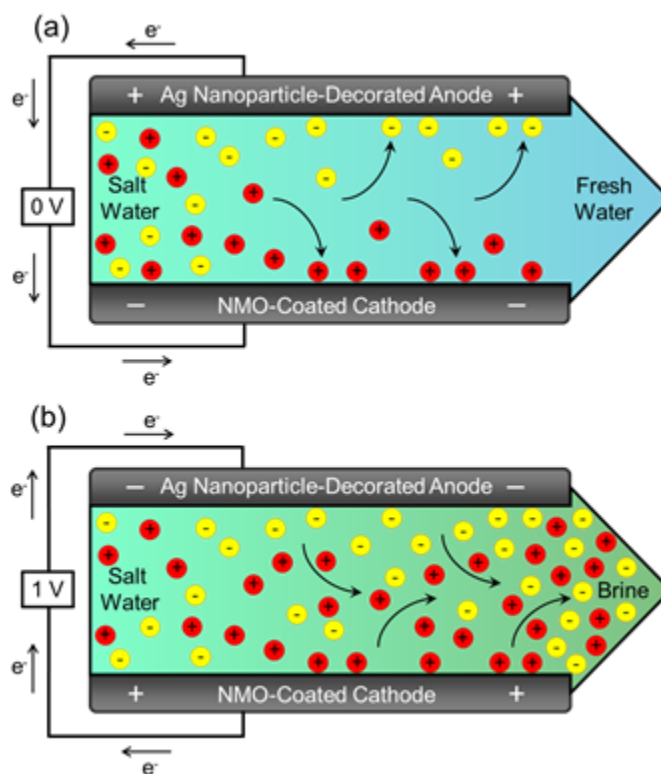 (a)
e-
e-
+ Ag Nanoparticle-Decorated Anode +
Salt
Water
Fresh
Water
0 V
e-
− NMO-Coated Cathode −
e-
(b)
e-
e-
− Ag Nanoparticle-Decorated Anode −
Salt
Water
Brine
1 V
e-
+ NMO-Coated Cathode +
e-